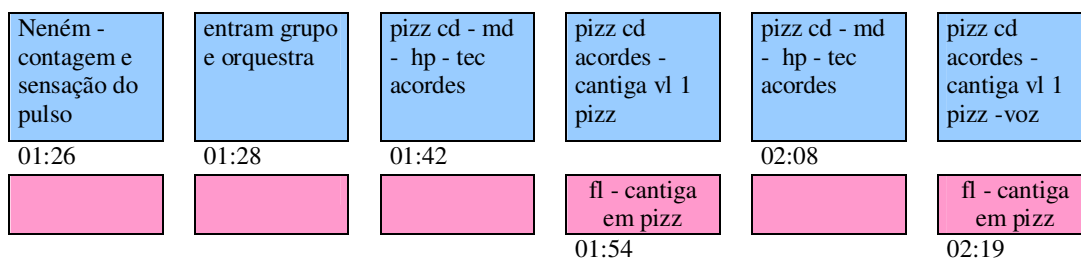 Neném -
contagem e
sensação do
pulso
entram grupo
e orquestra
pizz cd - md
- hp - tec
acordes
pizz cd
acordes -
cantiga vl 1
pizz
pizz cd - md
- hp - tec
acordes
pizz cd
acordes -
cantiga vl 1
pizz -voz
01:26
01:28
01:42
02:08
fl - cantiga
em pizz
fl - cantiga
em pizz
01:54
02:19